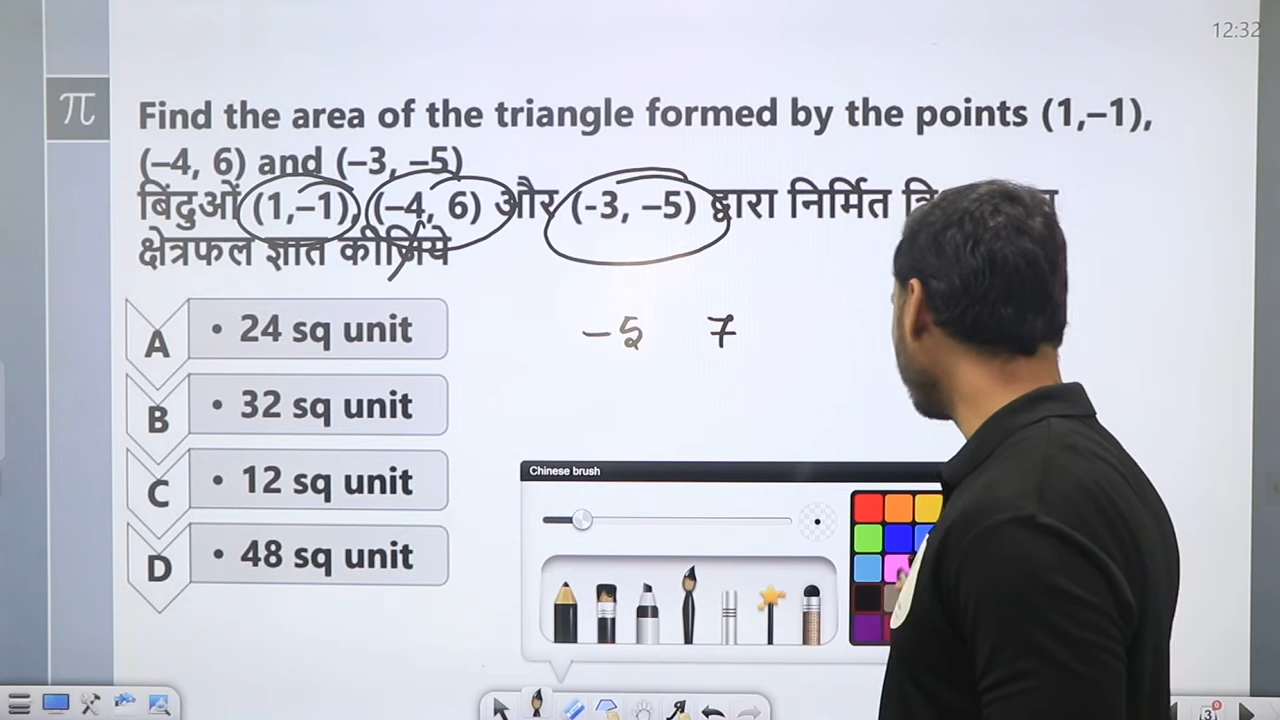 12:32
π
Find the area of the triangle formed by the points (1,–1),
(–4, 6) and (–3, –5)
बिंदुओं (1,–1), (–4, 6) और (-3, –5) द्वारा निर्मित
क्षेत्रफल ज्ञात कीजिये
A • 24 sq unit
B • 32 sq unit
C • 12 sq unit
D • 48 sq unit
–5 7
Chinese brush
3